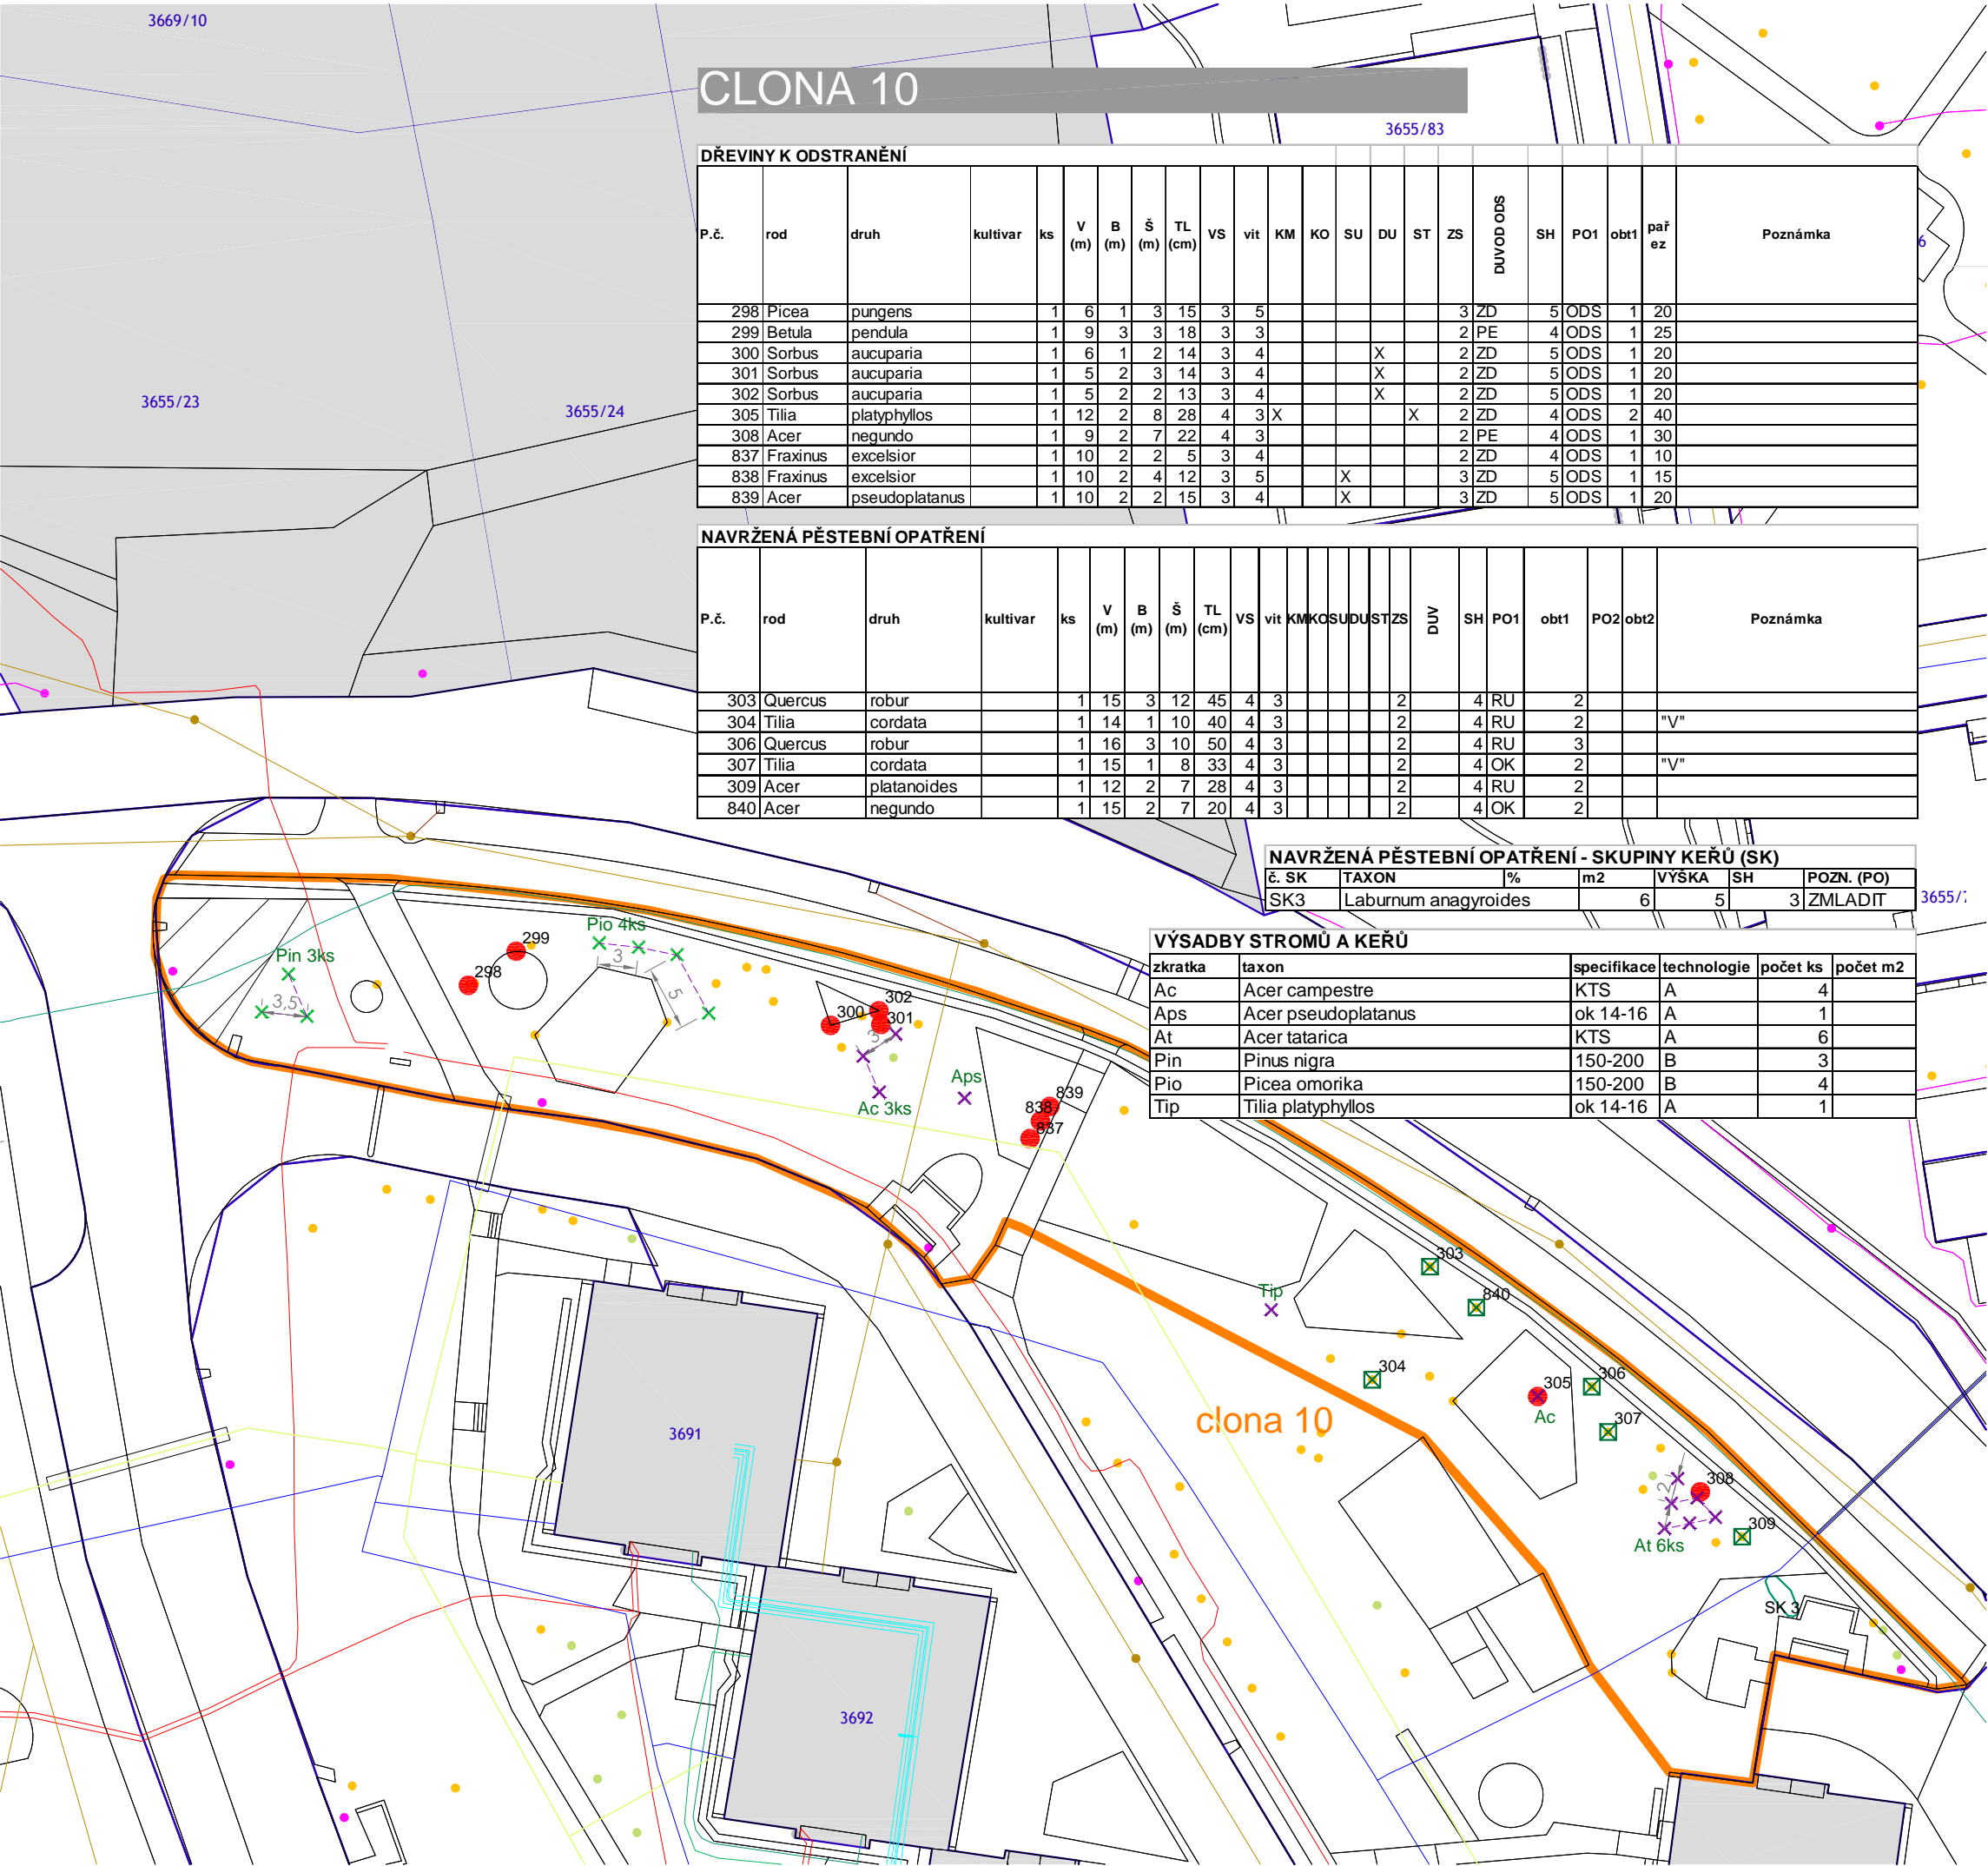 3669/10
CLONA 10
3655/83
DŘEVINY K ODSTRANĚNÍ
P.č. rod druh kultivar ks V (m) B (m) Š (m) TL (cm) VS vit KM KO SU DU ST ZS DUVOD ODS SH PO1 obt1 pař ez Poznámka
298 Picea pungens 1 6 1 3 15 3 5 3 ZD 5 ODS 1 20
299 Betula pendula 1 9 3 3 18 3 3 2 PE 4 ODS 1 25
300 Sorbus aucuparia 1 6 1 2 14 3 4 X 2 ZD 5 ODS 1 20
301 Sorbus aucuparia 1 5 2 3 14 3 4 X 2 ZD 5 ODS 1 20
302 Sorbus aucuparia 1 5 2 2 13 3 4 X 2 ZD 5 ODS 1 20
305 Tilia platyphyllos 1 12 2 8 28 4 3 X X 2 ZD 4 ODS 2 40
308 Acer negundo 1 9 2 7 22 4 3 2 PE 4 ODS 1 30
837 Fraxinus excelsior 1 10 2 2 5 3 4 2 ZD 4 ODS 1 10
838 Fraxinus excelsior 1 10 2 4 12 3 5 X 3 ZD 5 ODS 1 15
839 Acer pseudoplatanus 1 10 2 2 15 3 4 X 3 ZD 5 ODS 1 20
6
3655/23
3655/24
NAVRŽENÁ PĚSTEBNÍ OPATŘENÍ
P.č. rod druh kultivar ks V (m) B (m) Š (m) TL (cm) VS vit KM KO SU DU ST ZS DUV SH PO1 obt1 PO2 obt2 Poznámka
303 Quercus robur 1 15 3 12 45 4 3 2 4 RU 2
304 Tilia cordata 1 14 1 10 40 4 3 2 4 RU 2 "V"
306 Quercus robur 1 16 3 10 50 4 3 2 4 RU 3
307 Tilia cordata 1 15 1 8 33 4 3 2 4 OK 2 "V"
309 Acer platanoides 1 12 2 7 28 4 3 2 4 RU 2
840 Acer negundo 1 15 2 7 20 4 3 2 4 OK 2
NAVRŽENÁ PĚSTEBNÍ OPATŘENÍ - SKUPINY KEŘŮ (SK)
č. SK TAXON % m2 VÝŠKA SH POZN. (PO)
SK3 Laburnum anagyroides 6 5 3 ZMLADIT
VÝSADBY STROMŮ A KEŘŮ
zkratka taxon specifikace technologie počet ks počet m2
Ac Acer campestre KTS A 4
Aps Acer pseudoplatanus ok 14-16 A 1
At Acer tatarica KTS A 6
Pin Pinus nigra 150-200 B 3
Pio Picea omorika 150-200 B 4
Tip Tilia platyphyllos ok 14-16 A 1
Pio 4ks
299
Pin 3ks
3
298
5
3,5
302
300
301
3
Aps
Ac 3ks
839
838
837
303
Tip
840
304
306
305
Ac
307
clona 10
3691
308
2
309
At 6ks
SK 3
3692